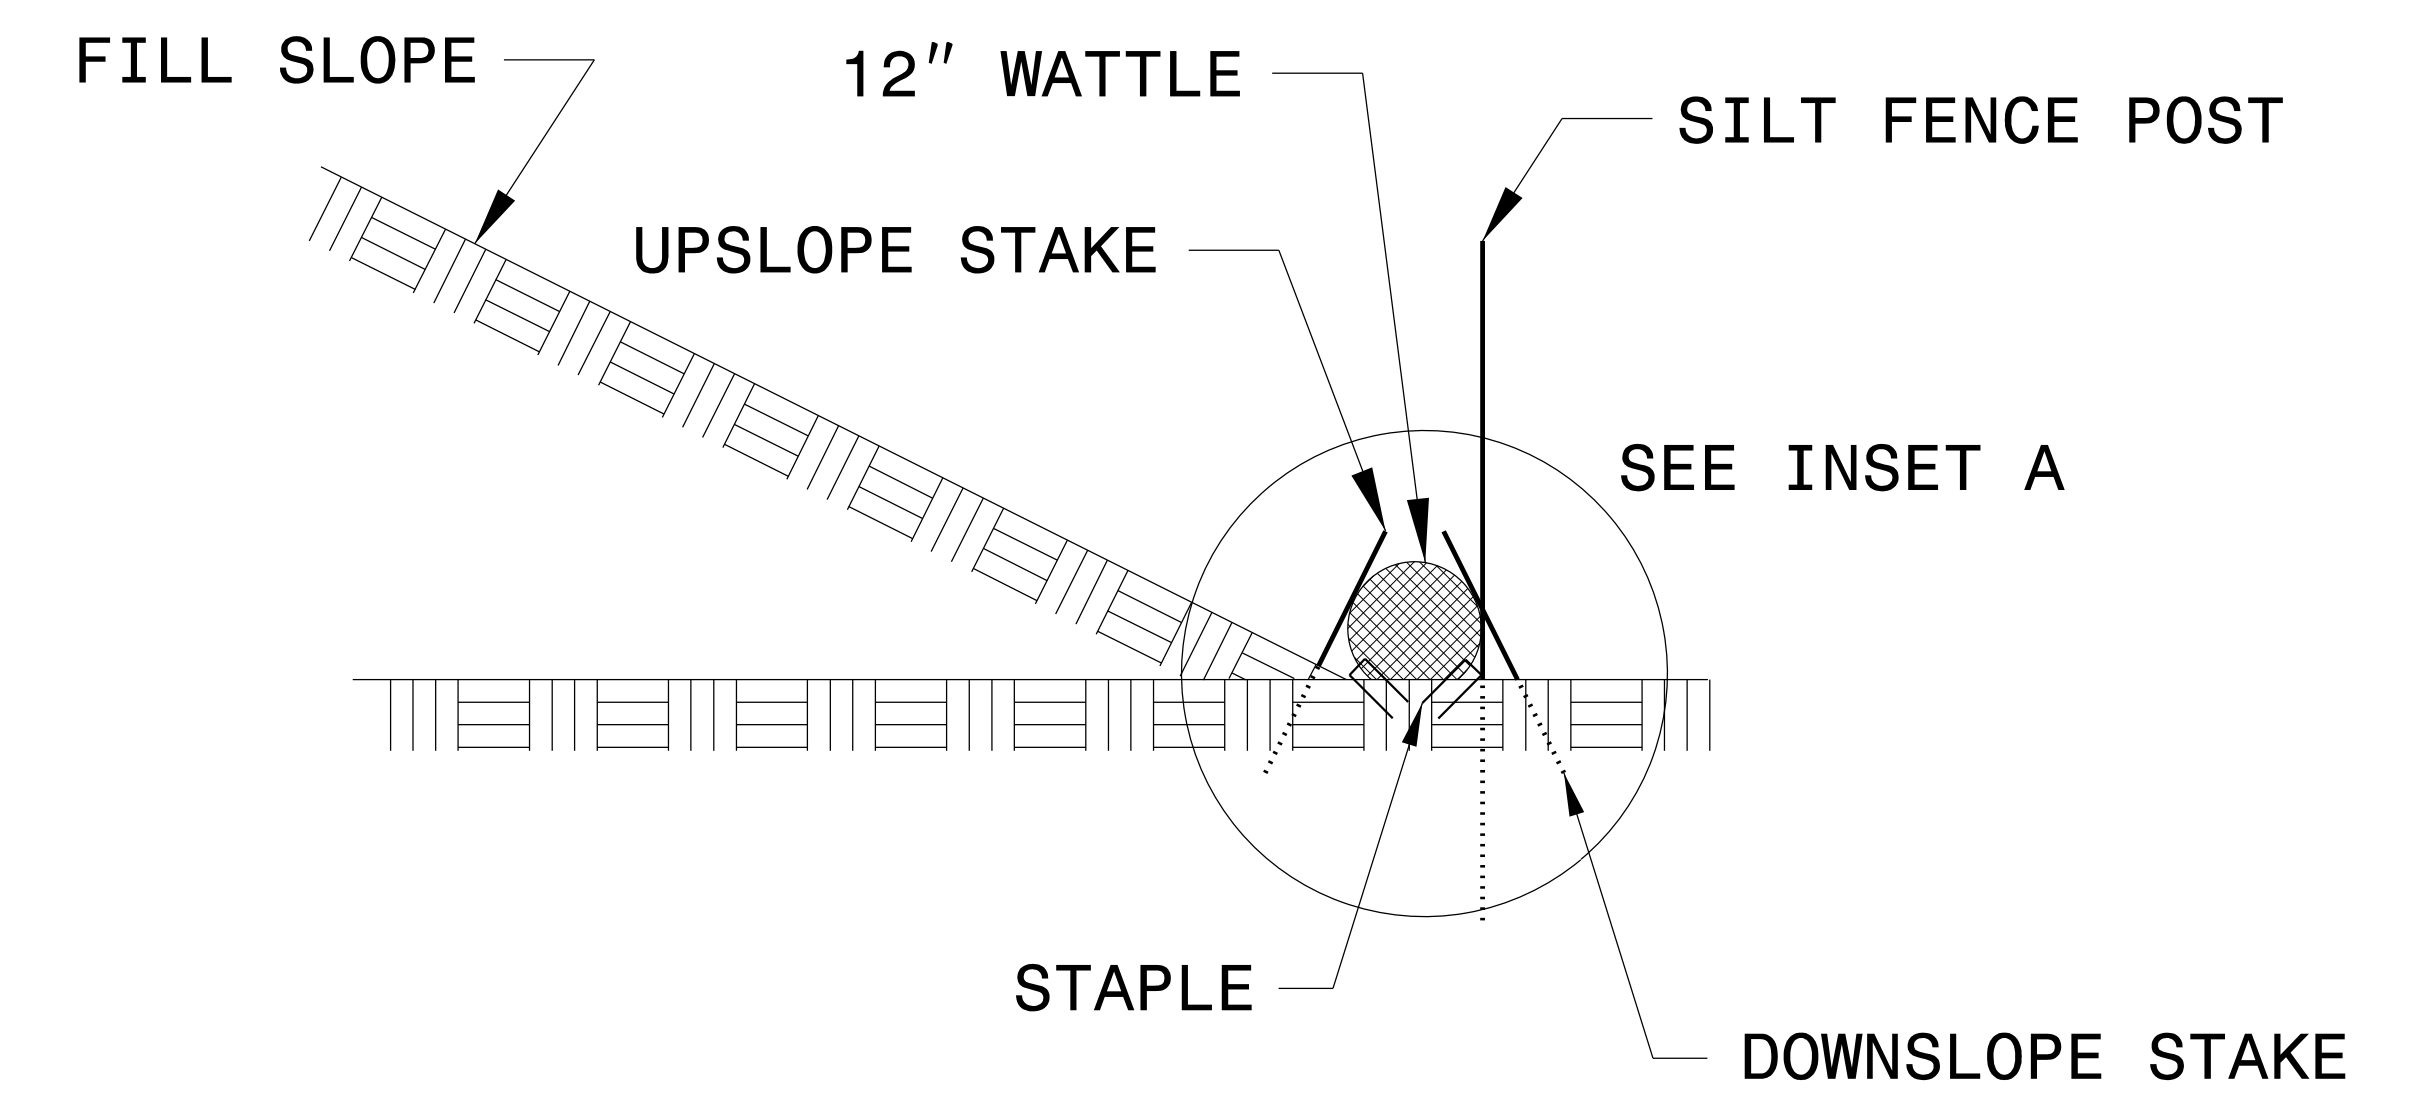 FILL SLOPE
12" WATTLE
SILT FENCE POST
UPSLOPE STAKE
SEE INSET A
STAPLE
DOWNSLOPE STAKE